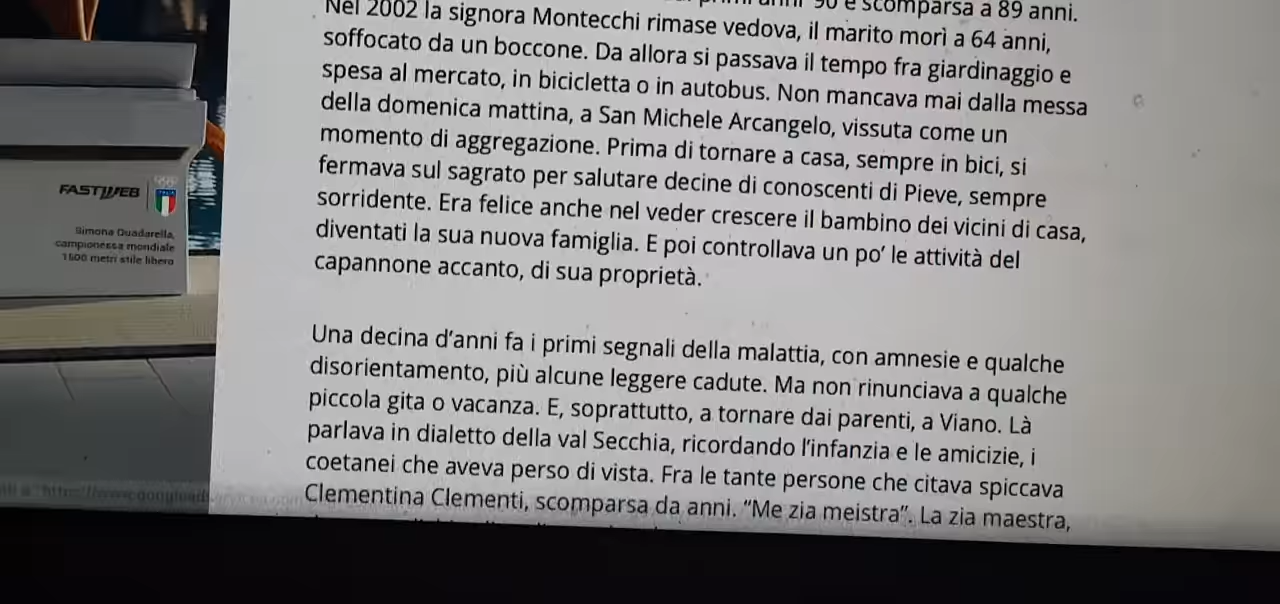 '90 e scomparsa a 89 anni.
Nel 2002 la signora Montecchi rimase vedova, il marito morì a 64 anni,
soffocato da un boccone. Da allora si passava il tempo fra giardinaggio e
spesa al mercato, in bicicletta o in autobus. Non mancava mai dalla messa
della domenica mattina, a San Michele Arcangelo, vissuta come un
momento di aggregazione. Prima di tornare a casa, sempre in bici, si
fermava sul sagrato per salutare decine di conoscenti di Pieve, sempre
sorridente. Era felice anche nel veder crescere il bambino dei vicini di casa,
diventati la sua nuova famiglia. E poi controllava un po’ le attività del
capannone accanto, di sua proprietà.
Una decina d’anni fa i primi segnali della malattia, con amnesie e qualche
disorientamento, più alcune leggere cadute. Ma non rinunciava a qualche
piccola gita o vacanza. E, soprattutto, a tornare dai parenti, a Viano. Là
parlava in dialetto della val Secchia, ricordando l’infanzia e le amicizie, i
coetanei che aveva perso di vista. Fra le tante persone che citava spiccava
Clementina Clementi, scomparsa da anni. “Me zia meistra”. La zia maestra,
FASTWEB
ITALIA
Simona Quadarella,
campionessa mondiale
1500 metri stile libero